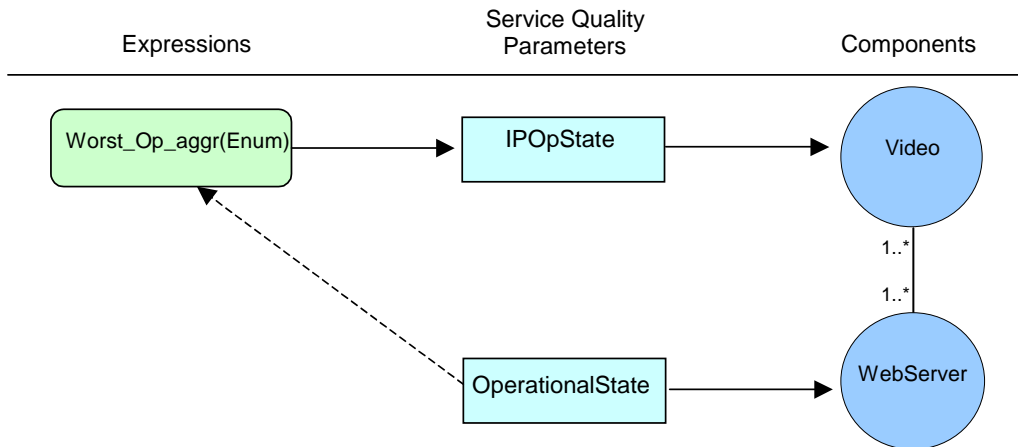 Expressions
Service Quality
Parameters
Components
Worst_Op_aggr(Enum)
IPOpState
Video
1..*
1..*
OperationalState
WebServer